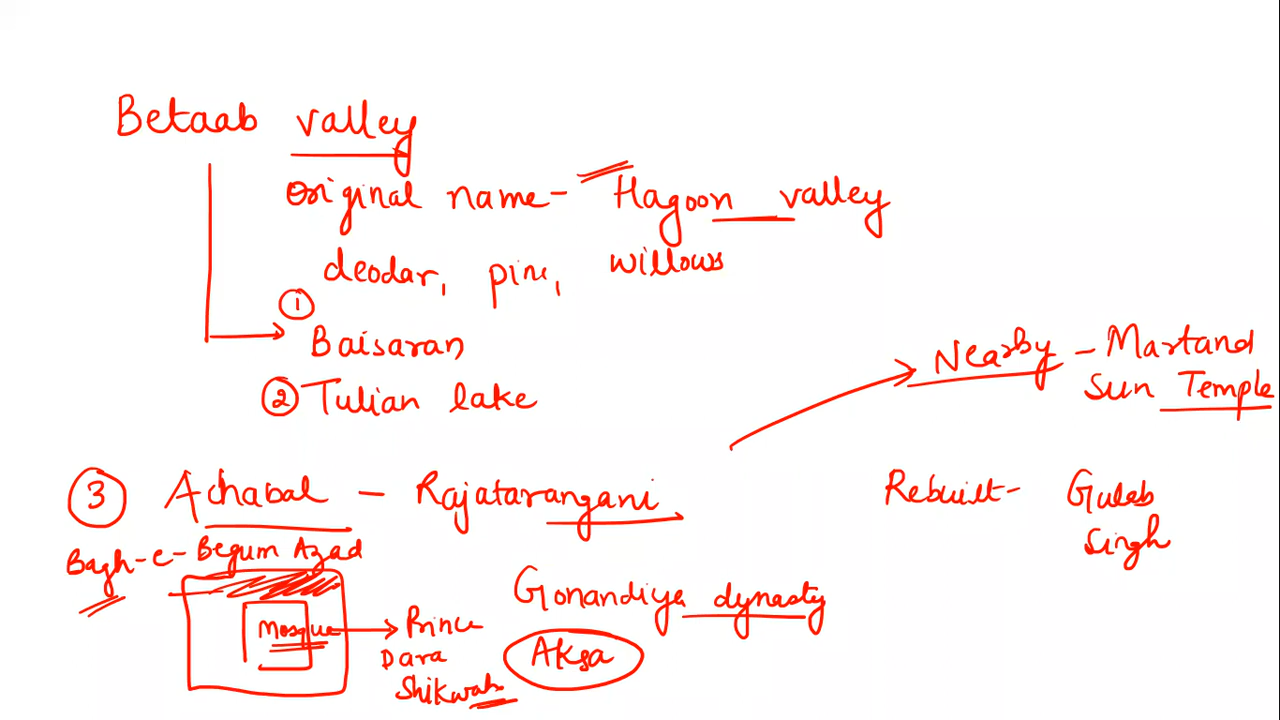 Betaab valley
original name- Hagoon valley
deodar, pine, willows
① Baisaran
② Tulian lake
Nearby - Martand
Sun Temple
③ Achabal - Rajatarangani
Rebuilt- Gulab
Singh
Bagh-e-Begum Azad
Gonandiya dynasty
Mosque
Prince
Dara
Shikwah
Aksa